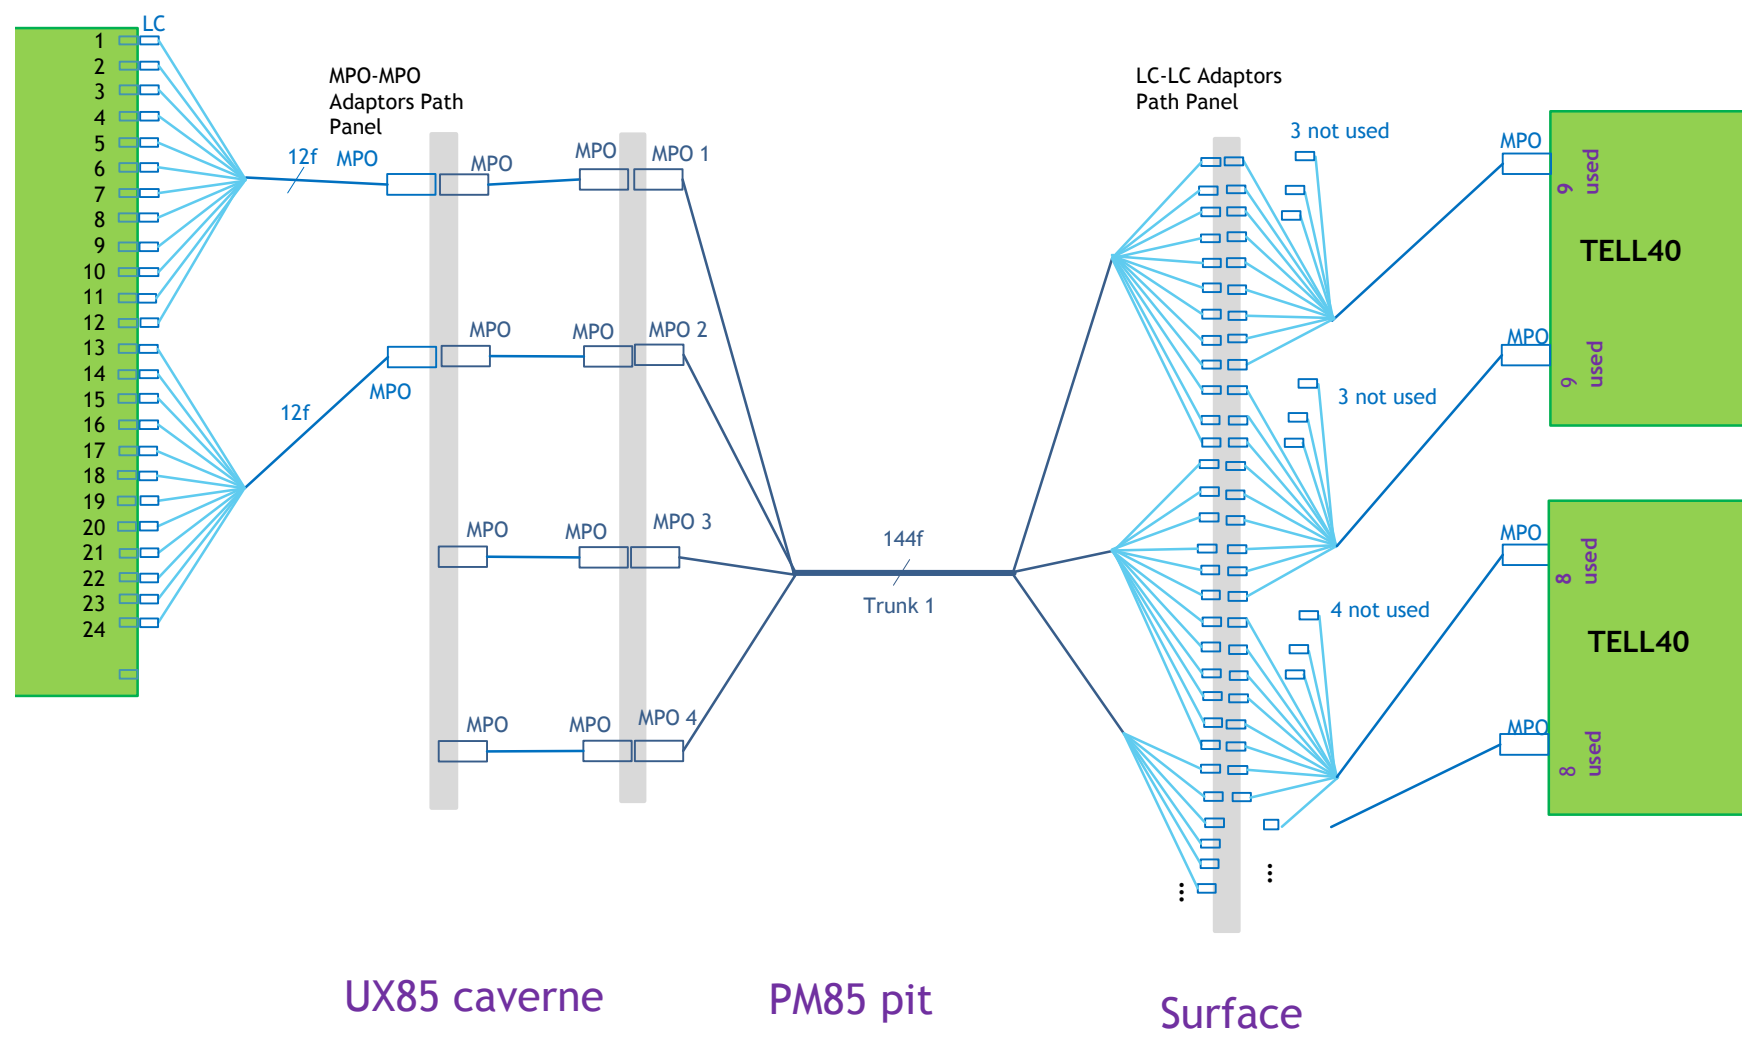 LC
1
2
3
4
5
6
7
8
9
10
11
12
13
14
15
16
17
18
19
20
21
22
23
24
12f
MPO
12f
MPO
MPO-MPO
Adaptors Path
Panel
MPO
MPO
MPO 1
MPO
MPO
MPO 2
MPO
MPO
MPO 3
MPO
MPO
MPO 4
144f
Trunk 1
LC-LC Adaptors
Path Panel
3 not used
3 not used
4 not used
MPO
9
used
TELL40
MPO
9
used
MPO
8
used
TELL40
MPO
8
used
...
...
UX85 caverne
PM85 pit
Surface